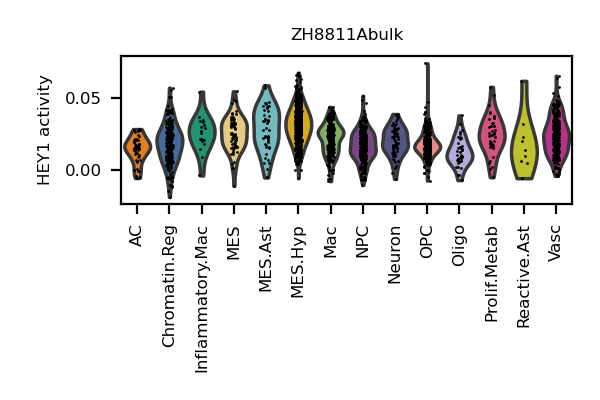 ZH8811Abulk
HEY1 activity
0.05
0.00
AC
Chromatin.Reg
Inflammatory.Mac
MES
MES.Ast
MES.Hyp
Mac
NPC
Neuron
OPC
Oligo
Prolif.Metab
Reactive.Ast
Vasc